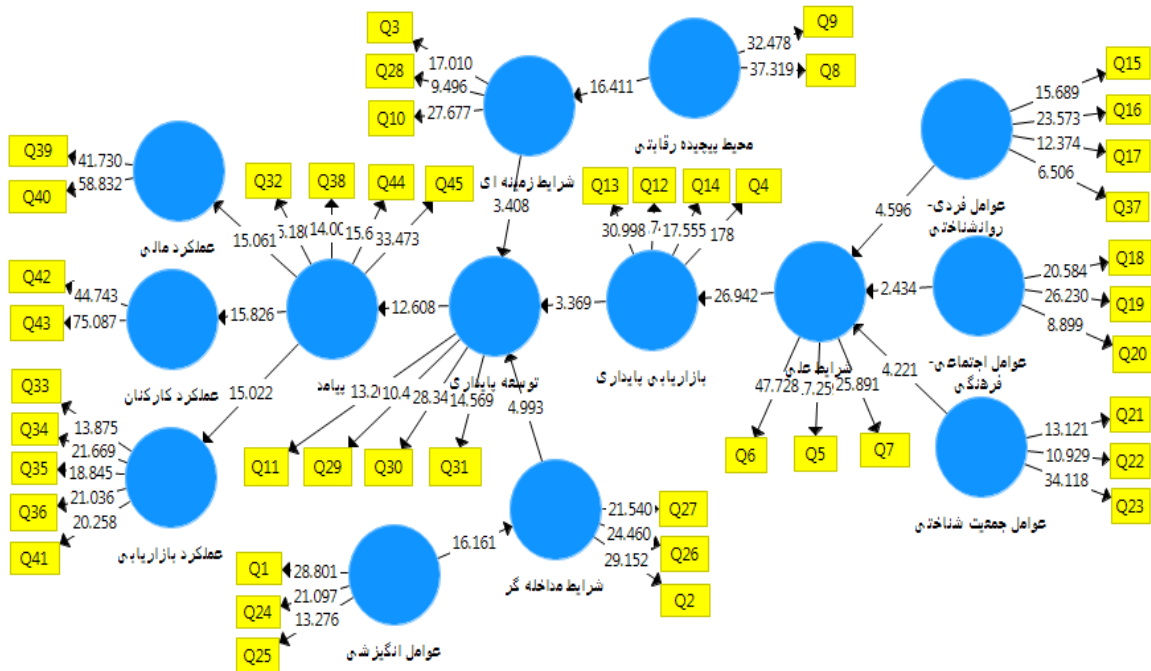 Q3
Q28
Q10
17.010
9.496
27.677
16.411
32.478
37.319
Q9
Q8
محیط پیچیده رقابتی
شرایط زمینه ای
3.408
Q15
Q16
Q17
Q37
15.689
23.573
12.374
6.506
عوامل فردی-
روانشناختی
4.596
Q39
Q40
41.730
58.832
عملکرد مالی
15.061
Q32
Q38
Q44
Q45
33.473
Q13
Q12
Q14
Q4
30.998
17.555
178
Q42
Q43
44.743
75.087
عملکرد کارکنان
15.826
پیامد
12.608
توسعه پایداری
3.369
بازاریابی پایداری
26.942
شرایط علی
2.434
عوامل اجتماعی-
فرهنگی
20.584
26.230
8.899
Q18
Q19
Q20
15.022
Q33
Q34
Q35
Q36
Q41
13.875
21.669
18.845
21.036
20.258
عملکرد بازاریابی
14.569
Q11
Q29
Q30
Q31
4.993
47.728
25.891
Q6
Q5
Q7
4.221
13.121
10.929
34.118
Q21
Q22
Q23
عوامل جمعیت شناختی
Q1
Q24
Q25
28.801
21.097
13.276
عوامل انگیزشی
16.161
شرایط مداخله گر
21.540
24.460
29.152
Q27
Q26
Q2